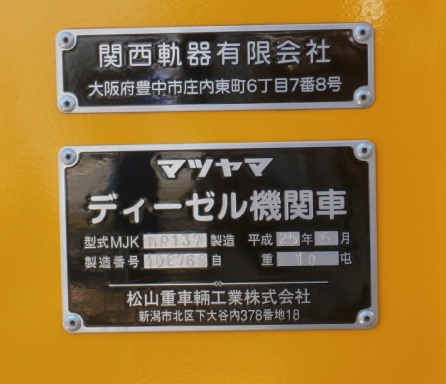 関西軌器有限会社
大阪府豊中市庄内東町6丁目7番8号
マツヤマ
ディーゼル機関車
型式MJK MR137 製造 平成 25 年 5 月
製造番号 自重 10 屯
松山重車輛工業株式会社
新潟市北区下大谷内378番地18